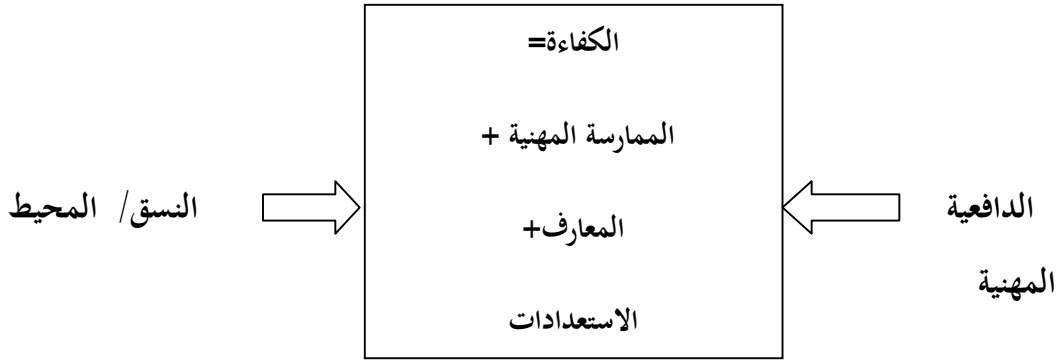 الكفاءة=
الممارسة المهنية +
المعارف+
الاستعدادات
الدافعية
المهنية
النسق/ المحيط